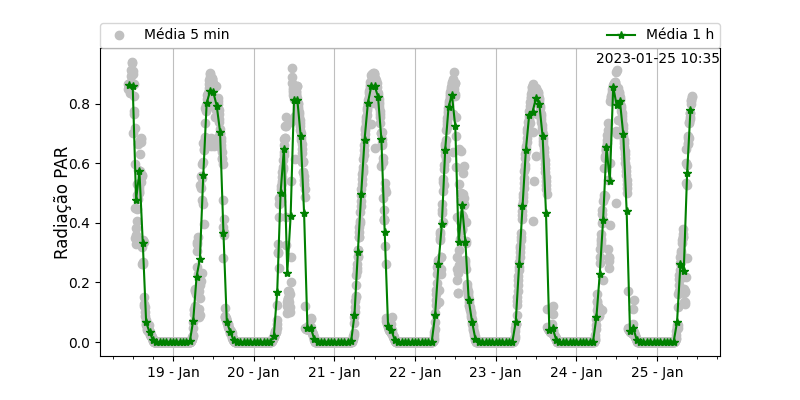 Média 5 min
Média 1 h
2023-01-25 10:35
Radiação PAR
0.8
0.6
0.4
0.2
0.0
19 - Jan
20 - Jan
21 - Jan
22 - Jan
23 - Jan
24 - Jan
25 - Jan